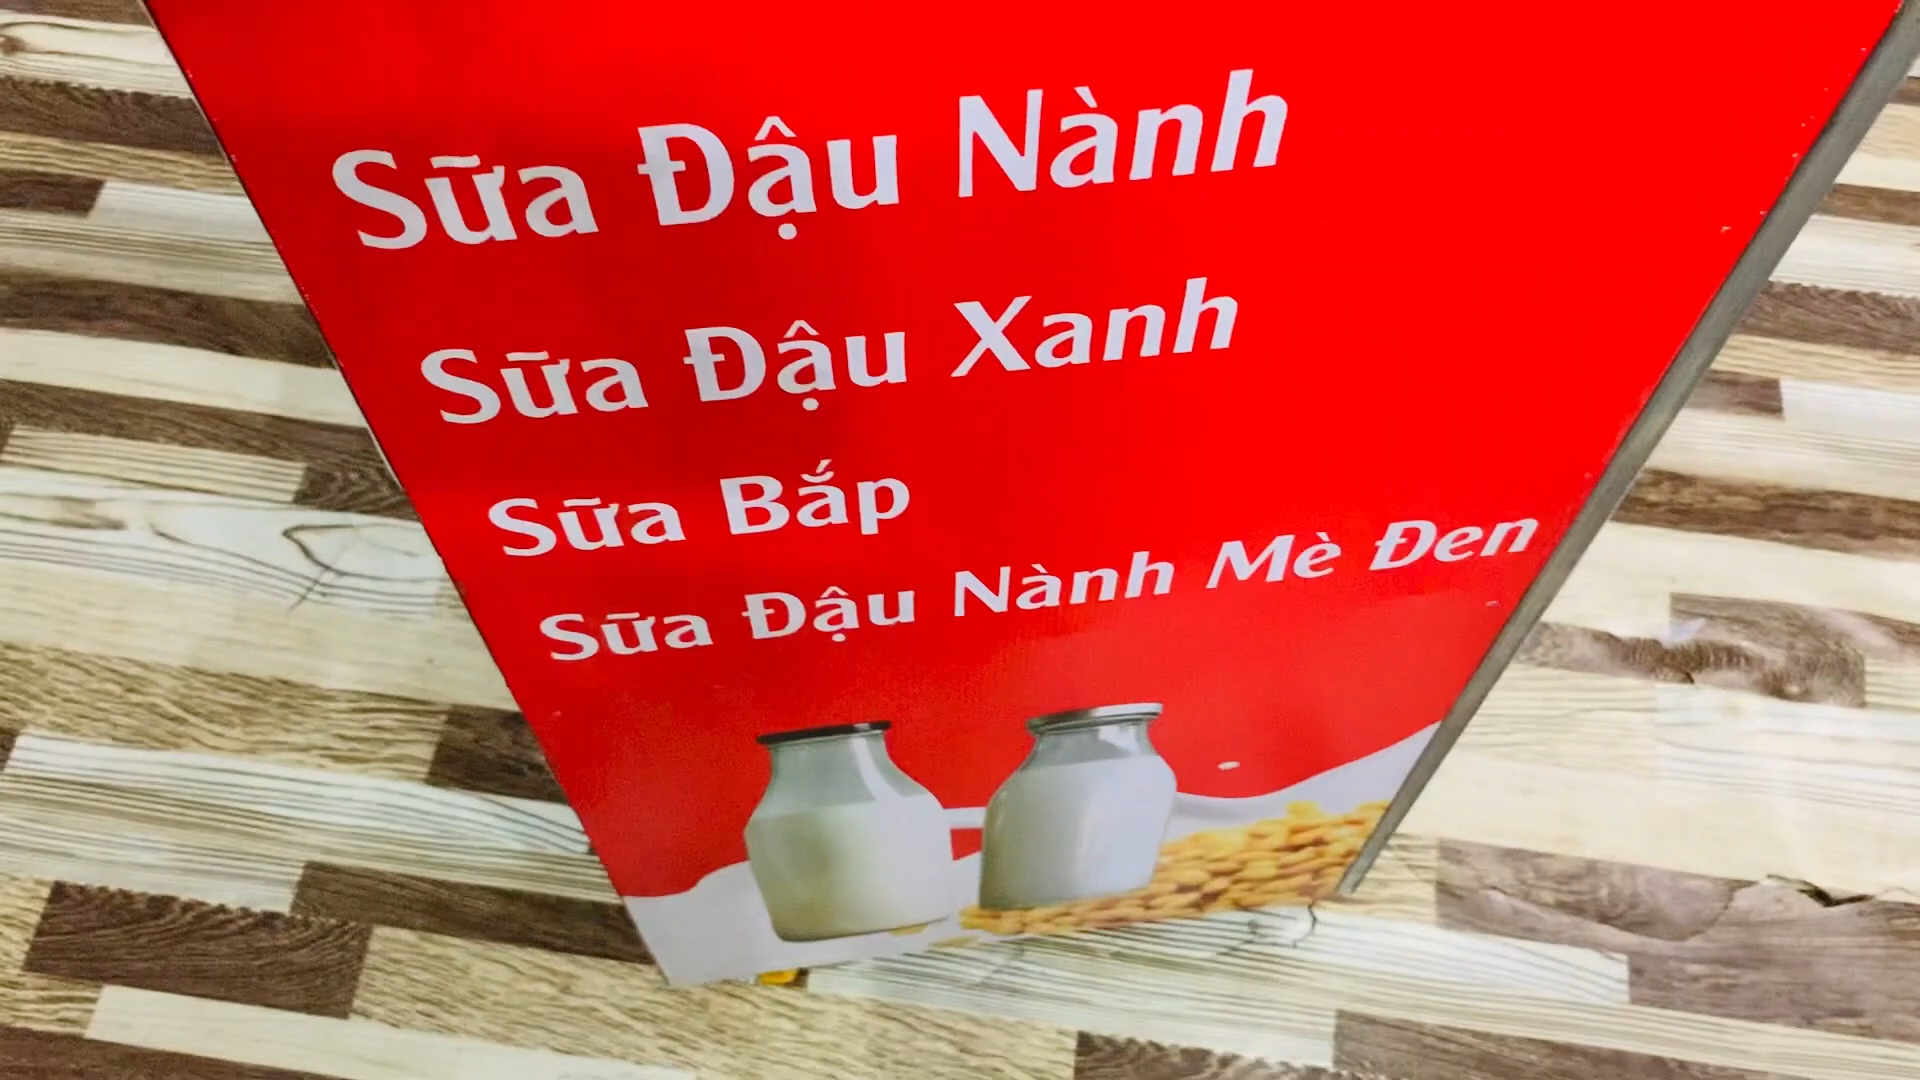 Sữa Đậu Nành
Sữa Đậu Xanh
Sữa Bắp
Sữa Đậu Nành Mè Đen